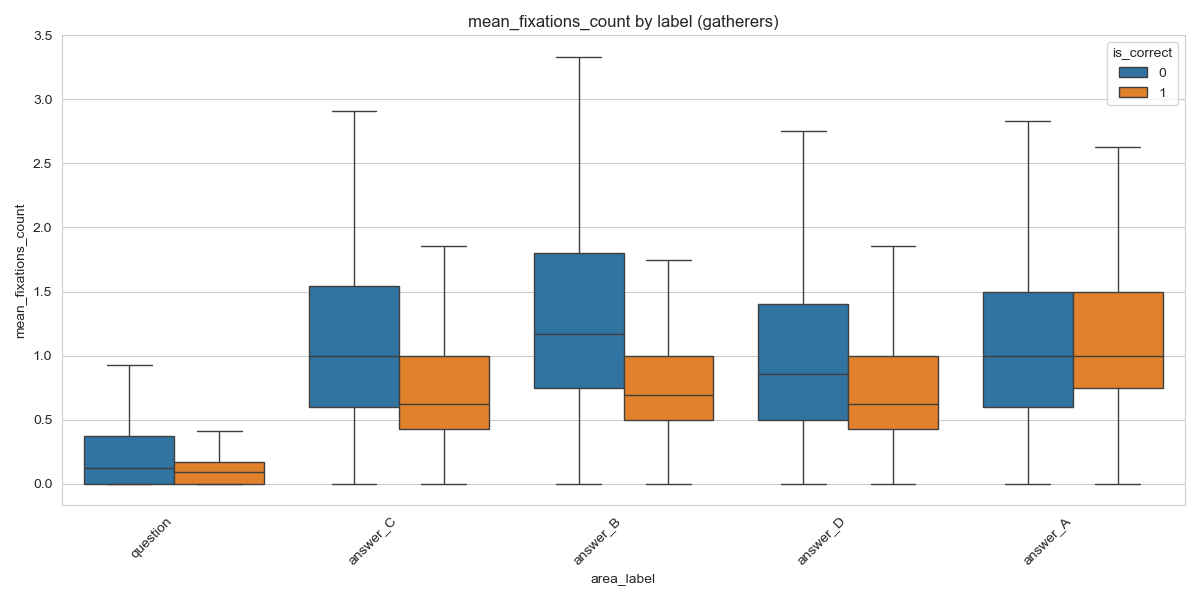 mean_fixations_count by label (gatherers)
is_correct
0
1
mean_fixations_count
3.5
3.0
2.5
2.0
1.5
1.0
0.5
0.0
question
answer_C
answer_B
answer_D
answer_A
area_label